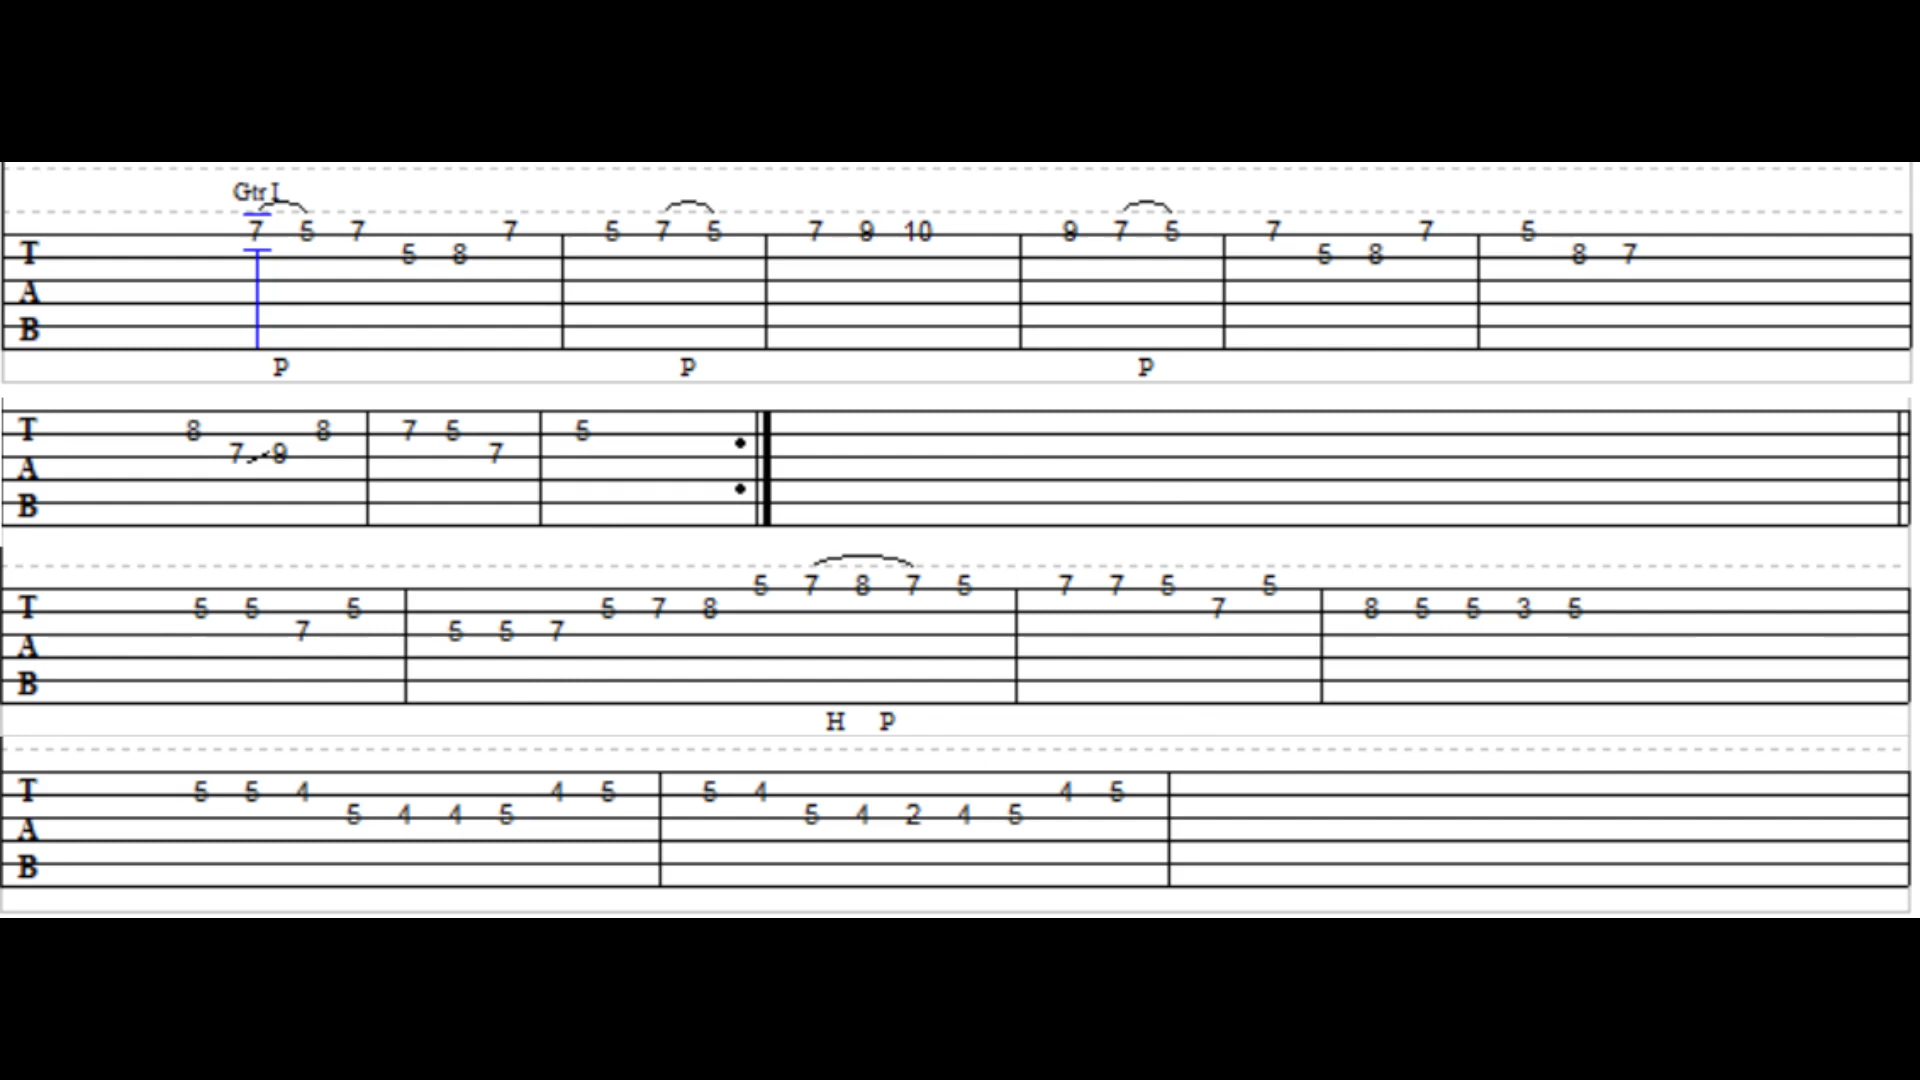 Gtr I
7 5 7 7 5 7 5 7 9 10 9 7 5 7 7 5
T 5 8 5 8 8 7
A
B
P P P
T 8 8 7 5 5
7 9 7
A
B
5 7 8 7 5 7 7 5 5
T 5 5 5 5 7 8 7 8 5 5 3 5
7 5 5 7
A
B
H P
T 5 5 4 4 5 5 4 4 5
5 4 4 5 5 4 2 4 5
A
B